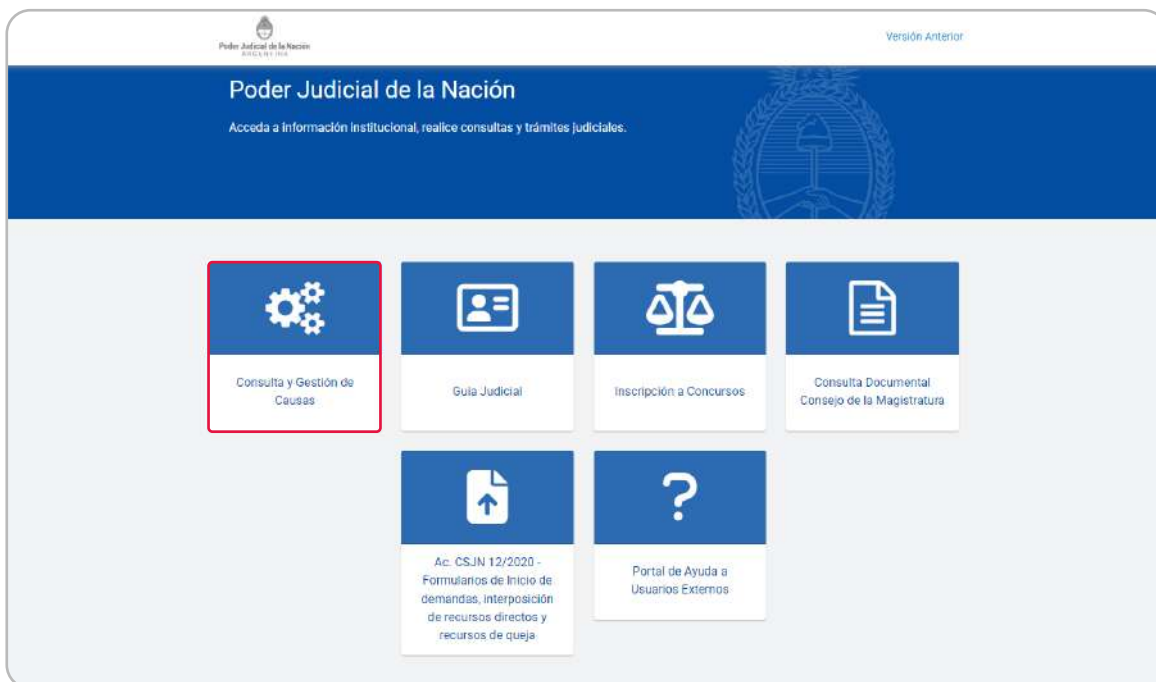 Poder Judicial de la Nación
ARGENTINA
Versión Anterior
Poder Judicial de la Nación
Acceda a información institucional, realice consultas y trámites judiciales.
Consulta y Gestión de
Causas
Guía Judicial
Inscripción a Concursos
Consulta Documental
Consejo de la Magistratura
Ac. CSJN 12/2020 -
Formularios de Inicio de
demandas, interposición
de recursos directos y
recursos de queja
?
Portal de Ayuda a
Usuarios Externos